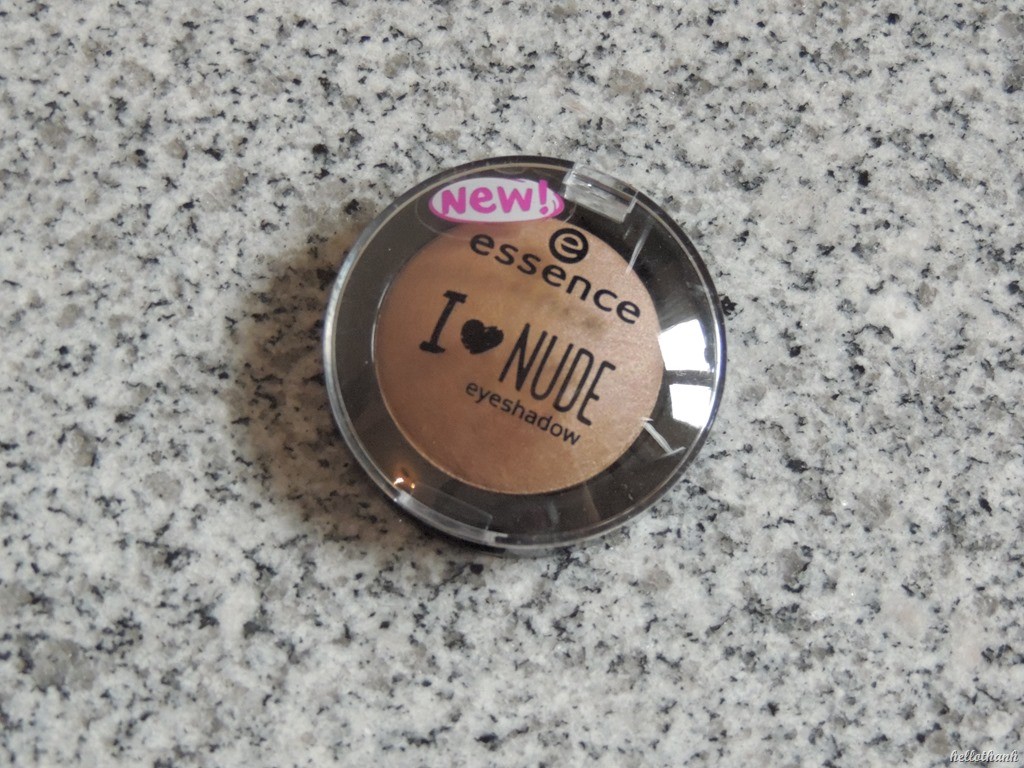 New!
e
essence
I ♥ NUDE
eyeshadow
hellothanh